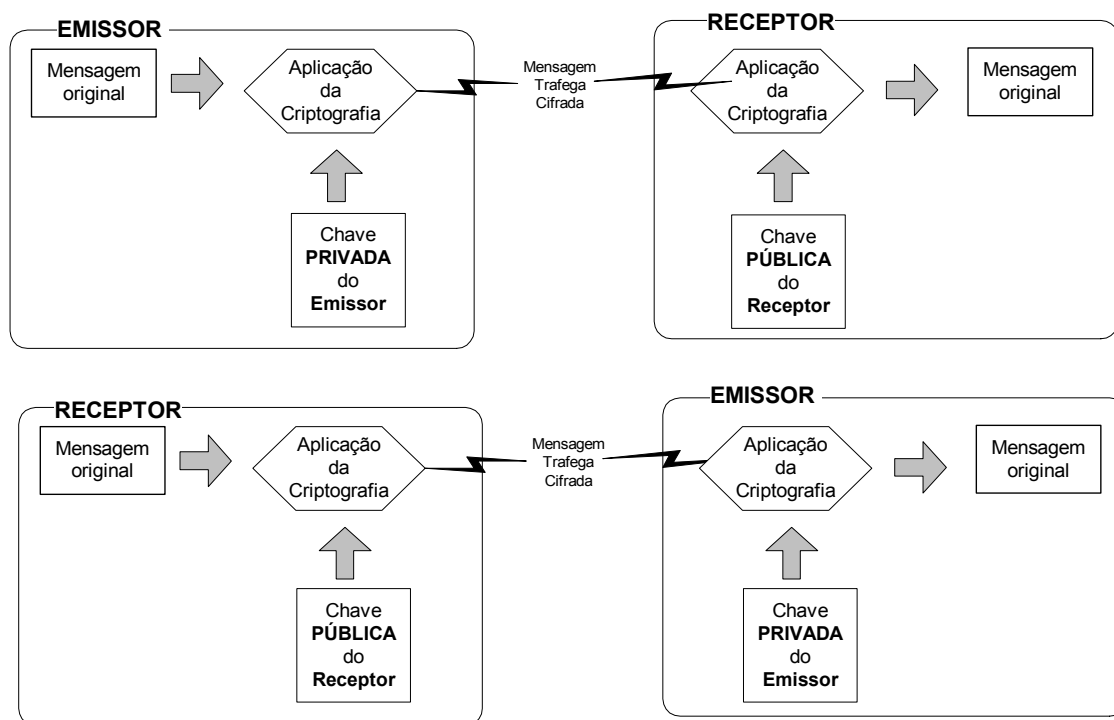 EMISSOR
Mensagem
original
Aplicação
da
Criptografia
Chave
PRIVADA
do
Emissor
Mensagem
Trafega
Cifrada
RECEPTOR
Aplicação
da
Criptografia
Mensagem
original
Chave
PÚBLICA
do
Receptor
RECEPTOR
Mensagem
original
Aplicação
da
Criptografia
Chave
PÚBLICA
do
Receptor
Mensagem
Trafega
Cifrada
EMISSOR
Aplicação
da
Criptografia
Mensagem
original
Chave
PRIVADA
do
Emissor